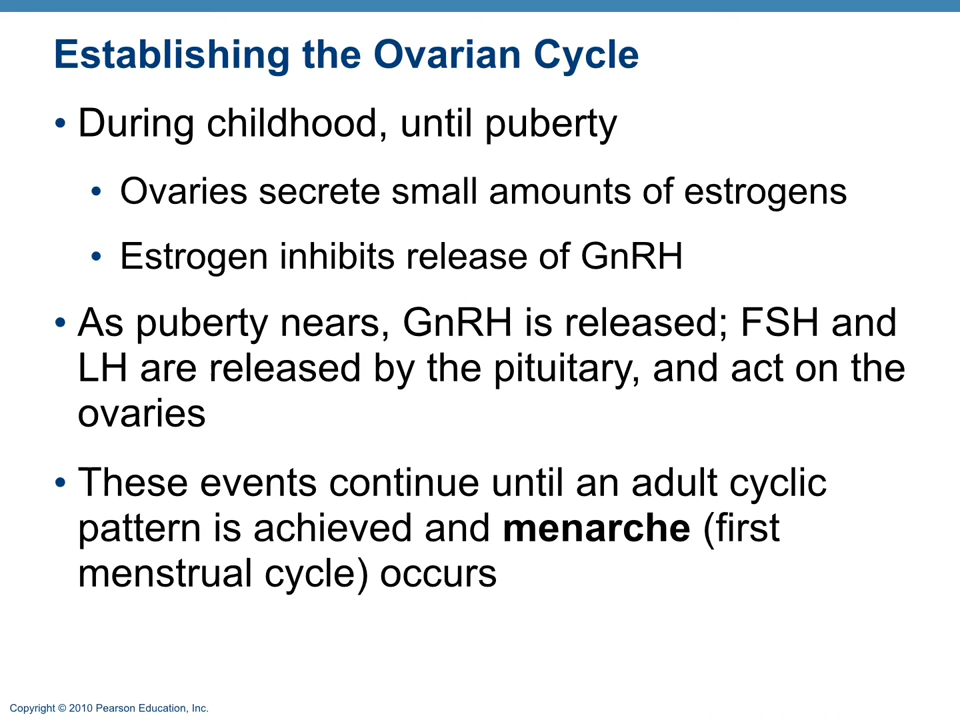 Establishing the Ovarian Cycle
• During childhood, until puberty
• Ovaries secrete small amounts of estrogens
• Estrogen inhibits release of GnRH
• As puberty nears, GnRH is released; FSH and
LH are released by the pituitary, and act on the
ovaries
• These events continue until an adult cyclic
pattern is achieved and menarche (first
menstrual cycle) occurs
Copyright © 2010 Pearson Education, Inc.